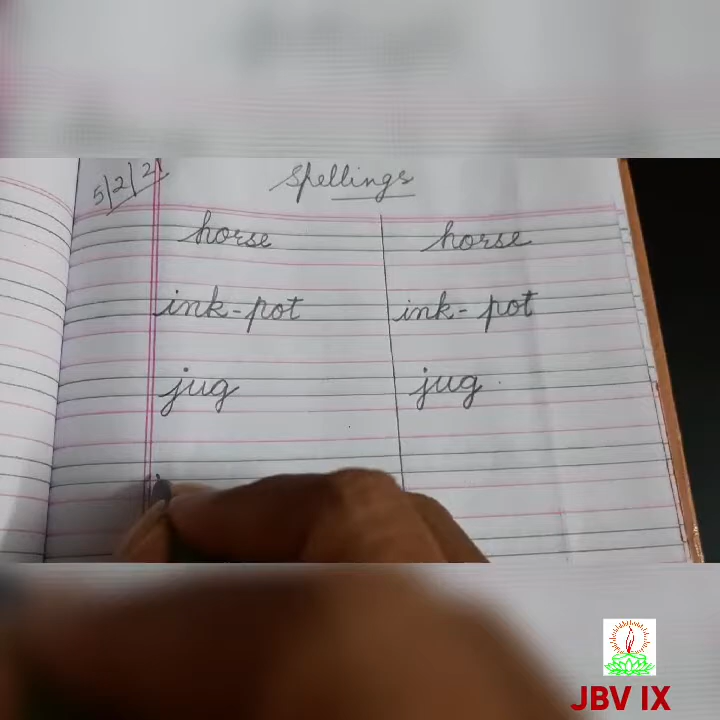 5/2/21
Spellings
horse horse
ink-pot ink-pot
jug jug
JBV IX